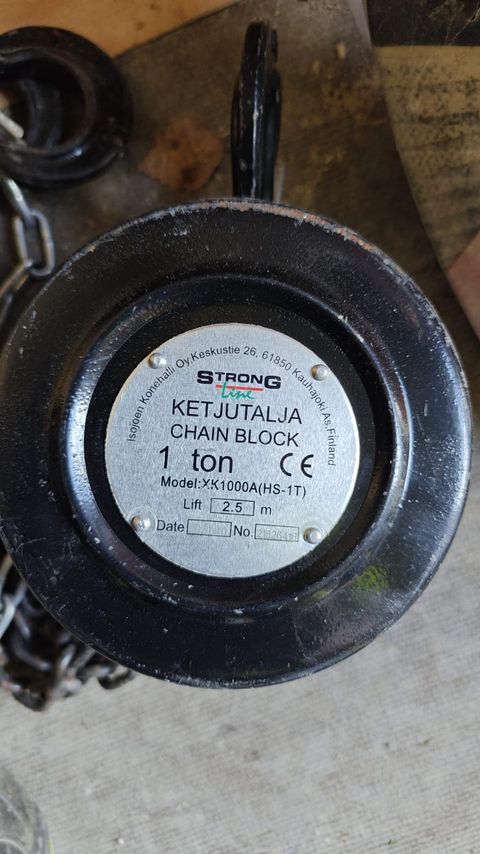 Isojoen Konehalli Oy, Keskustie 26, 61850 Kauhajoki As, Finland
STRONG
Line
KETJUTALJA
CHAIN BLOCK
1 ton CE
Model:XK1000A(HS-1T)
Lift 2.5 m
Date No.